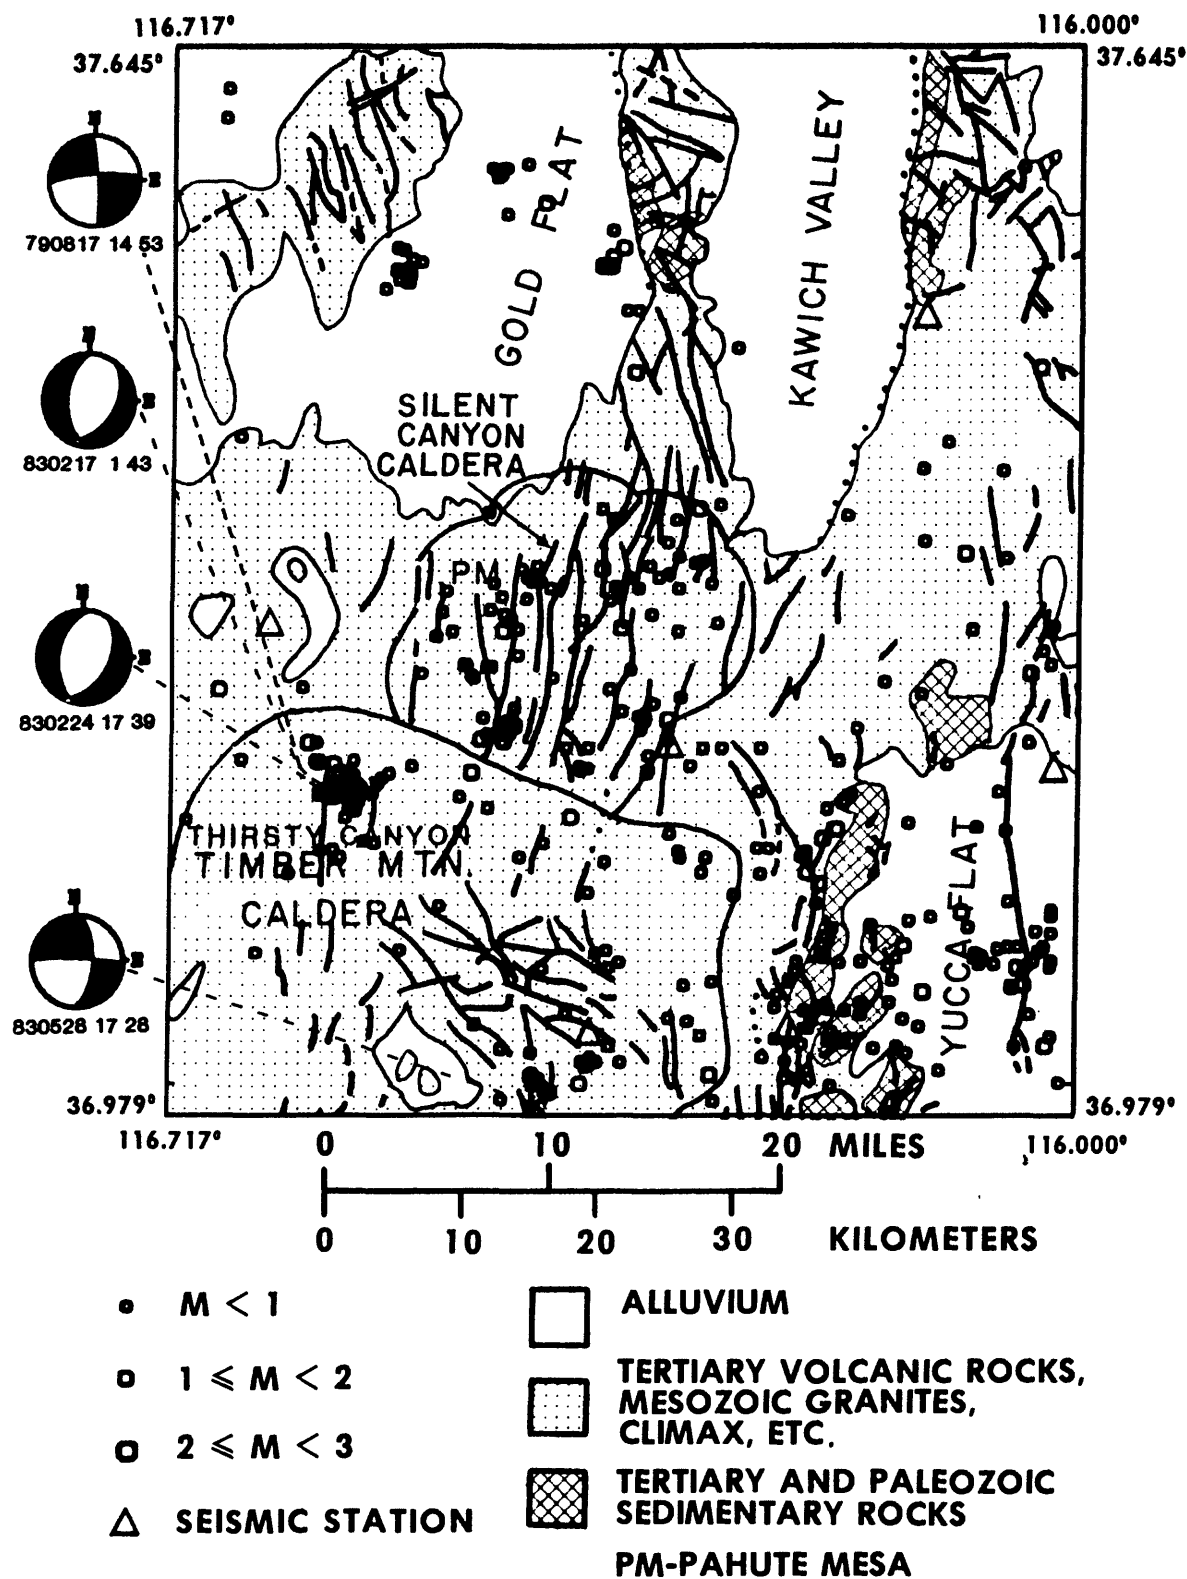 116.717°
116.000°
37.645°
37.645°
N
E
790817 14 53
N
E
830217 1 43
N
E
830224 17 39
N
E
830528 17 28
GOLD FLAT
KAWICH VALLEY
SILENT
CANYON
CALDERA
PM
THIRSTY CANYON
TIMBER MTN.
CALDERA
YUCCA FLAT
36.979°
36.979°
116.717°
116.000°
0 10 20 MILES
0 10 20 30 KILOMETERS
M < 1
1 ⩽ M < 2
2 ⩽ M < 3
SEISMIC STATION
ALLUVIUM
TERTIARY VOLCANIC ROCKS,
MESOZOIC GRANITES,
CLIMAX, ETC.
TERTIARY AND PALEOZOIC
SEDIMENTARY ROCKS
PM-PAHUTE MESA